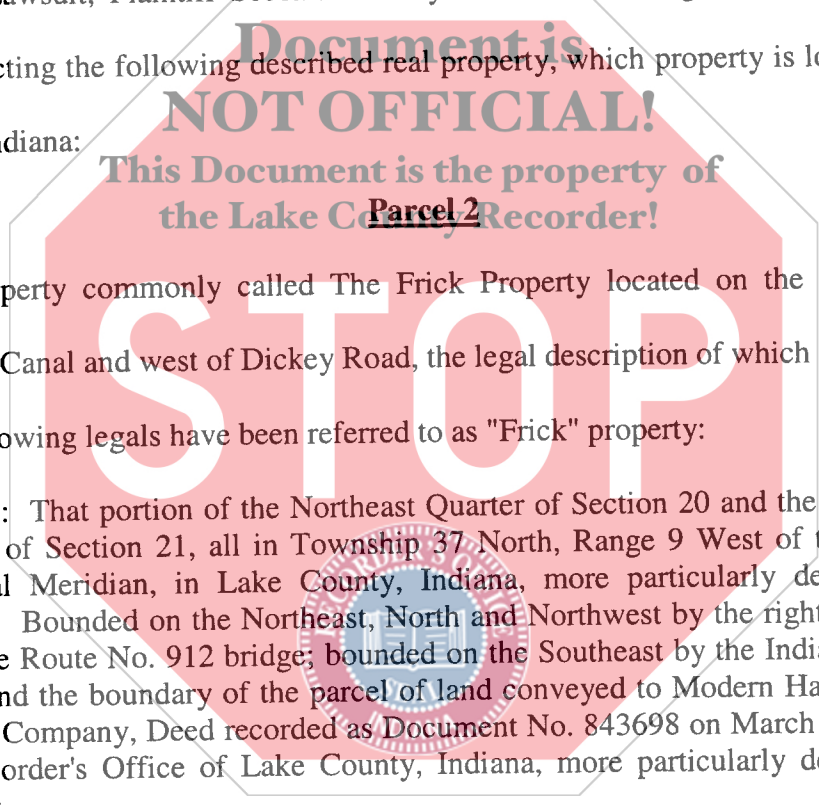 Document is
cting the following described real property, which property is lo
NOT OFFICIAL!
ndiana:
This Document is the property of
the Lake County Recorder!
Parcel 2
perty commonly called The Frick Property located on the
Canal and west of Dickey Road, the legal description of which
owing legals have been referred to as "Frick" property:
STOP
: That portion of the Northeast Quarter of Section 20 and the
of Section 21, all in Township 37 North, Range 9 West of t
al Meridian, in Lake County, Indiana, more particularly de
Bounded on the Northeast, North and Northwest by the right
e Route No. 912 bridge; bounded on the Southeast by the Indi
nd the boundary of the parcel of land conveyed to Modern Ha
Company, Deed recorded as Document No. 843698 on March
order's Office of Lake County, Indiana, more particularly de
RECORDER'S OFFICE
INDIANA